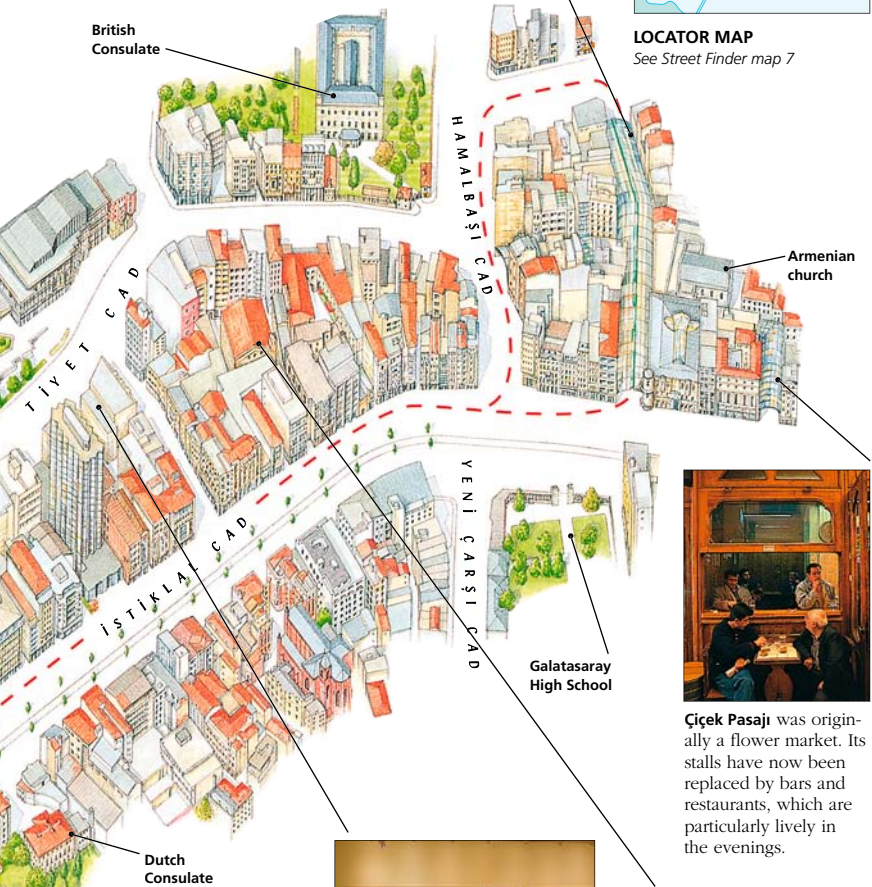 British
Consulate
LOCATOR MAP
See Street Finder map 7
HAMALBAŞI CAD
Armenian
church
TİYET CAD
İSTİKLAL CAD
YENİ ÇARŞI CAD
Galatasaray
High School
Çiçek Pasajı was origin-
ally a flower market. Its
stalls have now been
replaced by bars and
restaurants, which are
particularly lively in
the evenings.
Dutch
Consulate